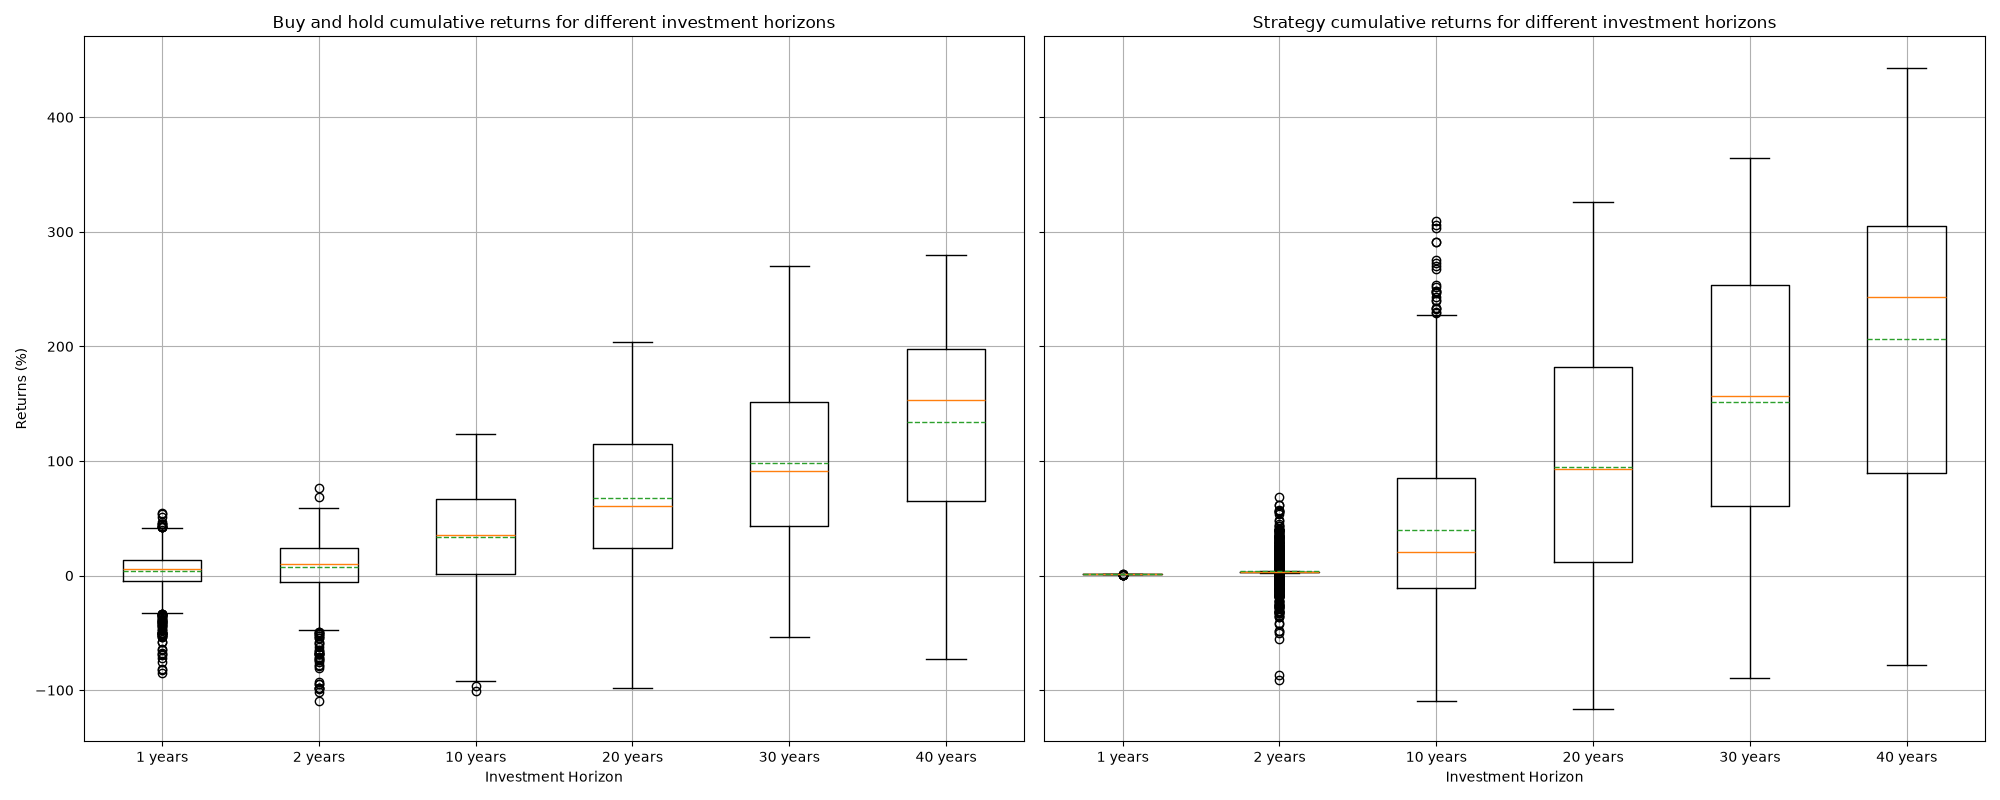 Buy and hold cumulative returns for different investment horizons
Strategy cumulative returns for different investment horizons
Returns (%)
400
300
200
100
0
−100
1 years
2 years
10 years
20 years
30 years
40 years
Investment Horizon
1 years
2 years
10 years
20 years
30 years
40 years
Investment Horizon